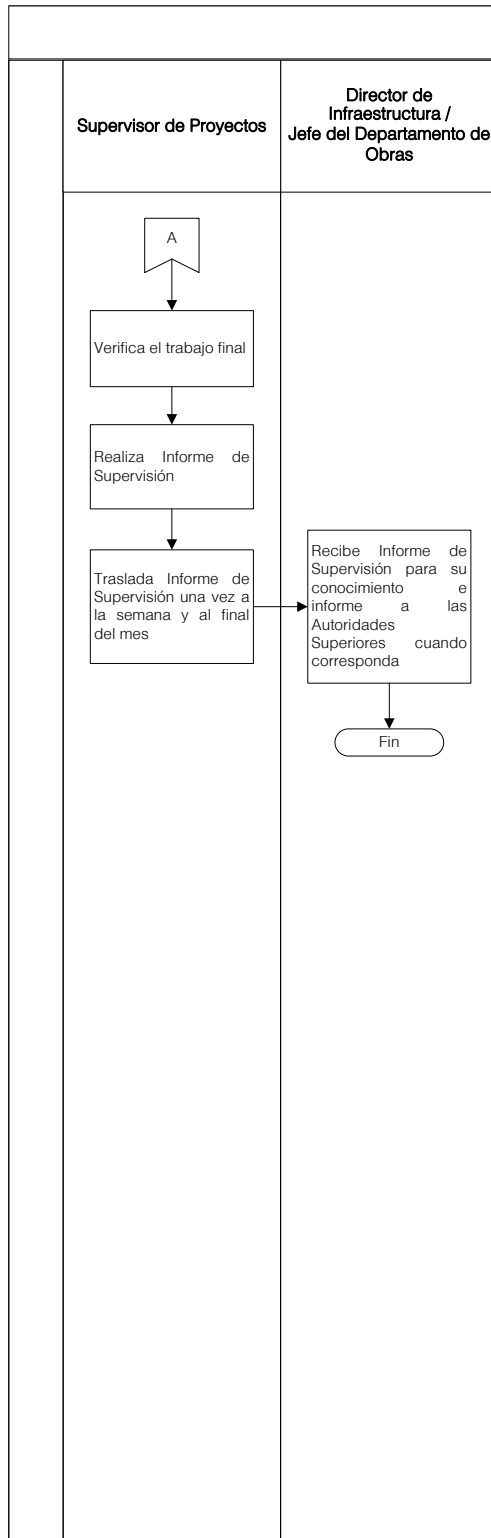 Supervisor de Proyectos
Director de
Infraestructura /
Jefe del Departamento de
Obras
A
Verifica el trabajo final
Realiza Informe de
Supervisión
Traslada Informe de
Supervisión una vez a
la semana y al final
del mes
Recibe Informe de
Supervisión para su
conocimiento e
informe a las
Autoridades
Superiores cuando
corresponda
Fin